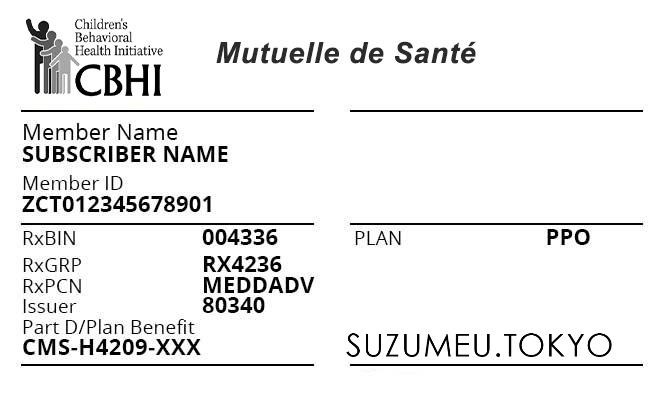 Children's
Behavioral
Health Initiative
CBHI
Mutuelle de Santé
Member Name
SUBSCRIBER NAME
Member ID
ZCT012345678901
RxBIN 004336
PLAN PPO
RxGRP RX4236
RxPCN MEDDADV
Issuer 80340
Part D/Plan Benefit
CMS-H4209-XXX
SUZUMEU.TOKYO